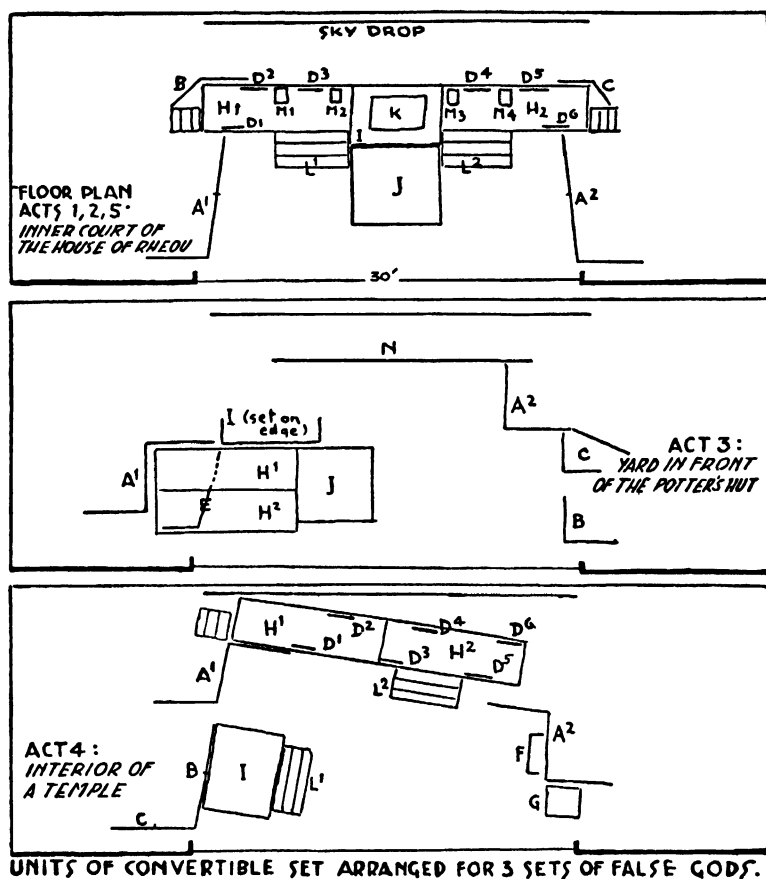 SKY DROP
B D2 D3 D4 D5 C
H1 D1 M1 M2 K M3 M4 H2 D6
I
L1 J L2
A1 A2
FLOOR PLAN
ACTS 1, 2, 5·
INNER COURT OF
THE HOUSE OF RHEOU
30'
N
A2
I (set on
edge)
A1 H1 J
E H2
C
B
ACT 3:
YARD IN FRONT
OF THE POTTER'S HUT
H1 D2 D4 D6
D1 D3 H2 D5
A1 L2
A2
ACT 4:
INTERIOR OF
A TEMPLE
B I L1
F
G
C.
UNITS OF CONVERTIBLE SET ARRANGED FOR 3 SETS OF FALSE GODS.